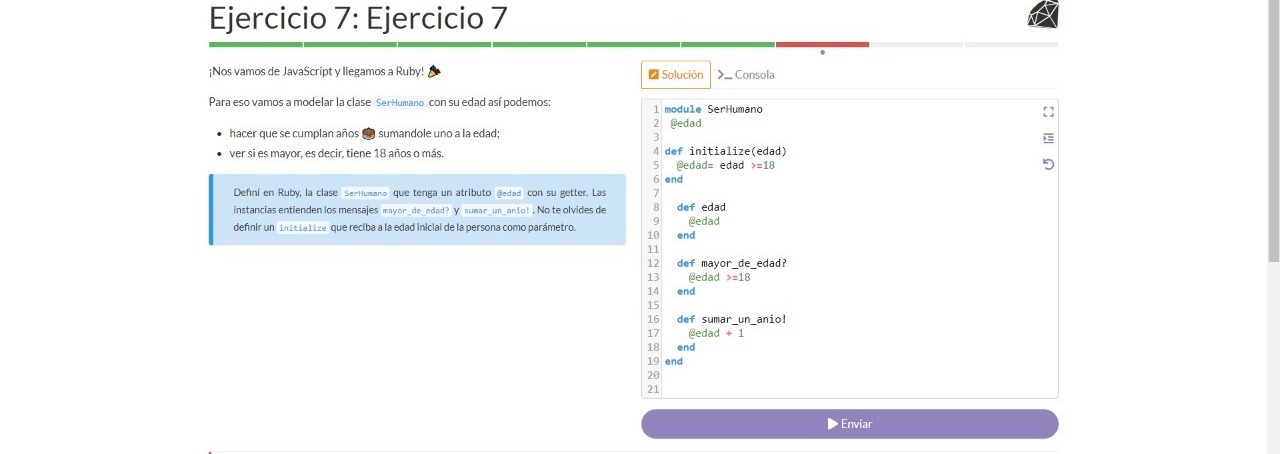 Ejercicio 7: Ejercicio 7
¡Nos vamos de JavaScript y llegamos a Ruby!
Para eso vamos a modelar la clase SerHumano con su edad así podemos:
• hacer que se cumplan años sumandole uno a la edad;
• ver si es mayor, es decir, tiene 18 años o más.
Definí en Ruby, la clase SerHumano que tenga un atributo @edad con su getter. Las
instancias entienden los mensajes mayor_de_edad? y sumar_un_anio!. No te olvides de
definir un initialize que reciba a la edad inicial de la persona como parámetro.
Solución
Consola
1 module SerHumano
2 @edad
3
4 def initialize(edad)
5 @edad= edad >=18
6 end
7
8 def edad
9 @edad
10 end
11
12 def mayor_de_edad?
13 @edad >=18
14 end
15
16 def sumar_un_anio!
17 @edad + 1
18 end
19 end
20
21
Enviar